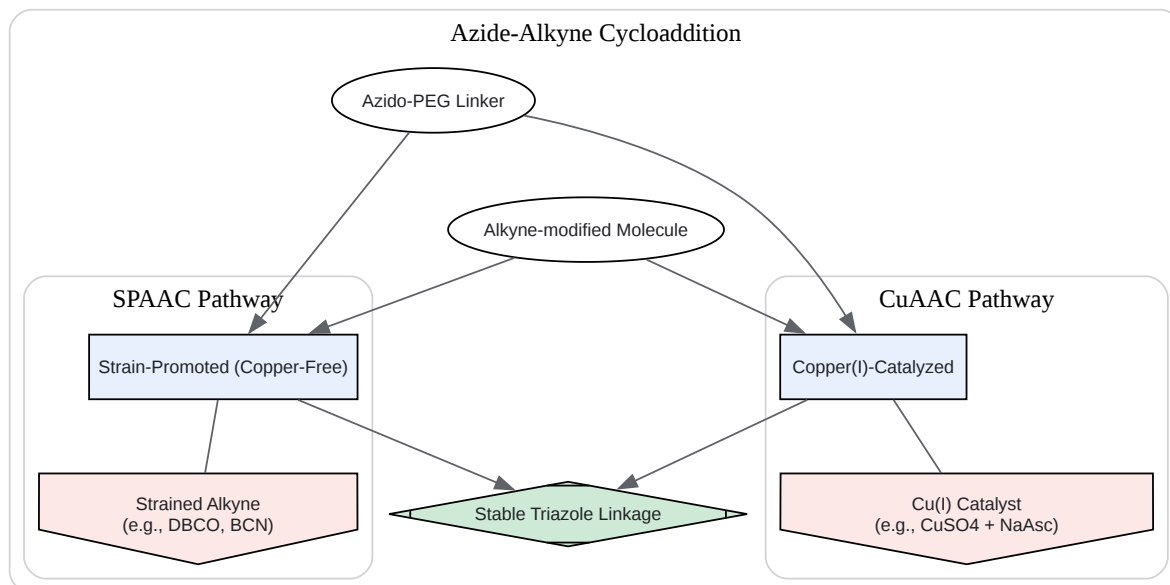 Azide-Alkyne Cycloaddition
Azido-PEG Linker
Alkyne-modified Molecule
SPAAC Pathway
CuAAC Pathway
Strain-Promoted (Copper-Free)
Copper(I)-Catalyzed
Strained Alkyne
(e.g., DBCO, BCN)
Stable Triazole Linkage
Cu(I) Catalyst
(e.g., CuSO4 + NaAsc)